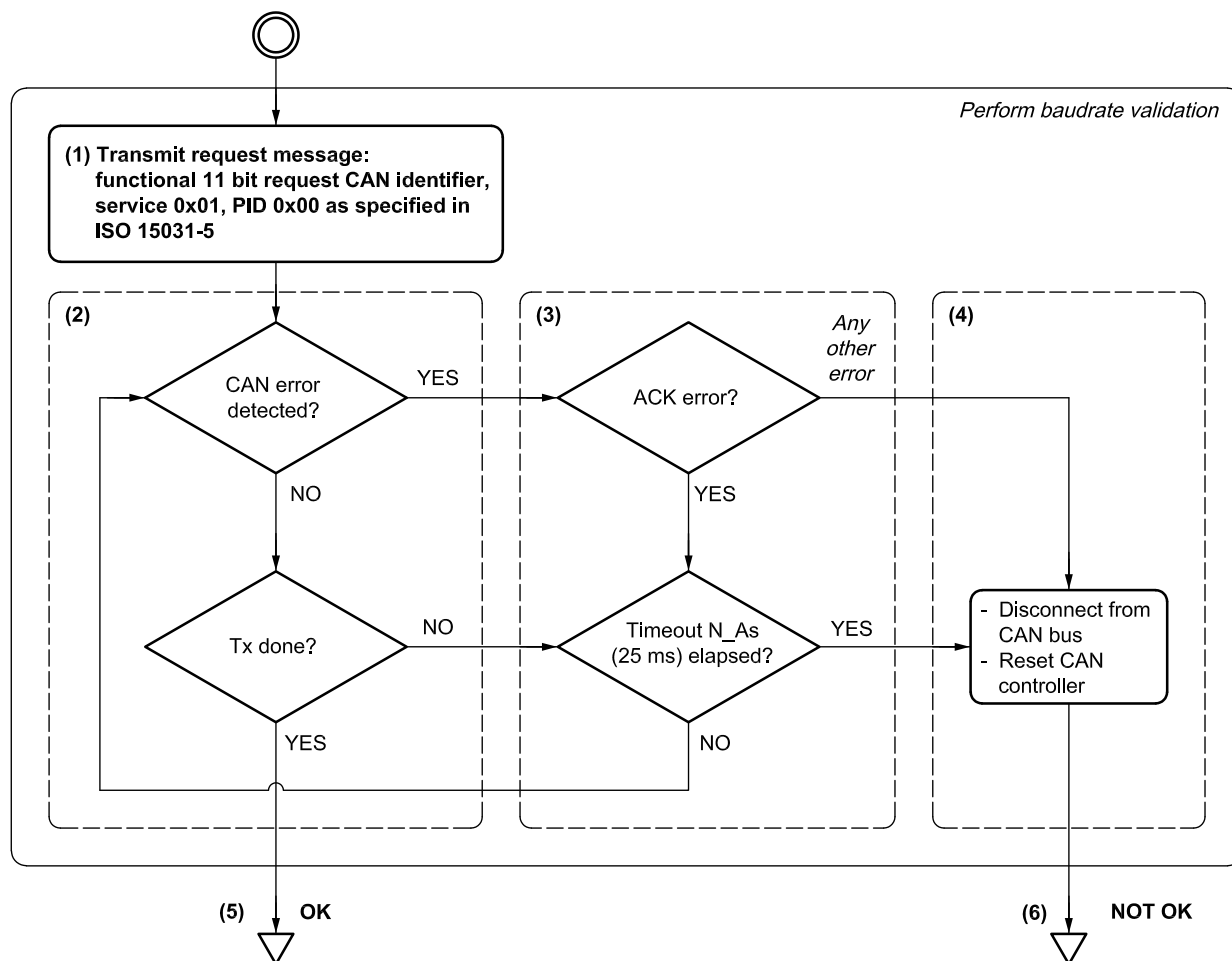 Perform baudrate validation
(1) Transmit request message:
functional 11 bit request CAN identifier,
service 0x01, PID 0x00 as specified in
ISO 15031-5
(2)
(3)
(4)
Any
other
error
CAN error
detected?
YES
ACK error?
NO
YES
Tx done?
NO
Timeout N_As
(25 ms) elapsed?
YES
- Disconnect from
CAN bus
- Reset CAN
controller
YES
NO
(5) OK
(6) NOT OK